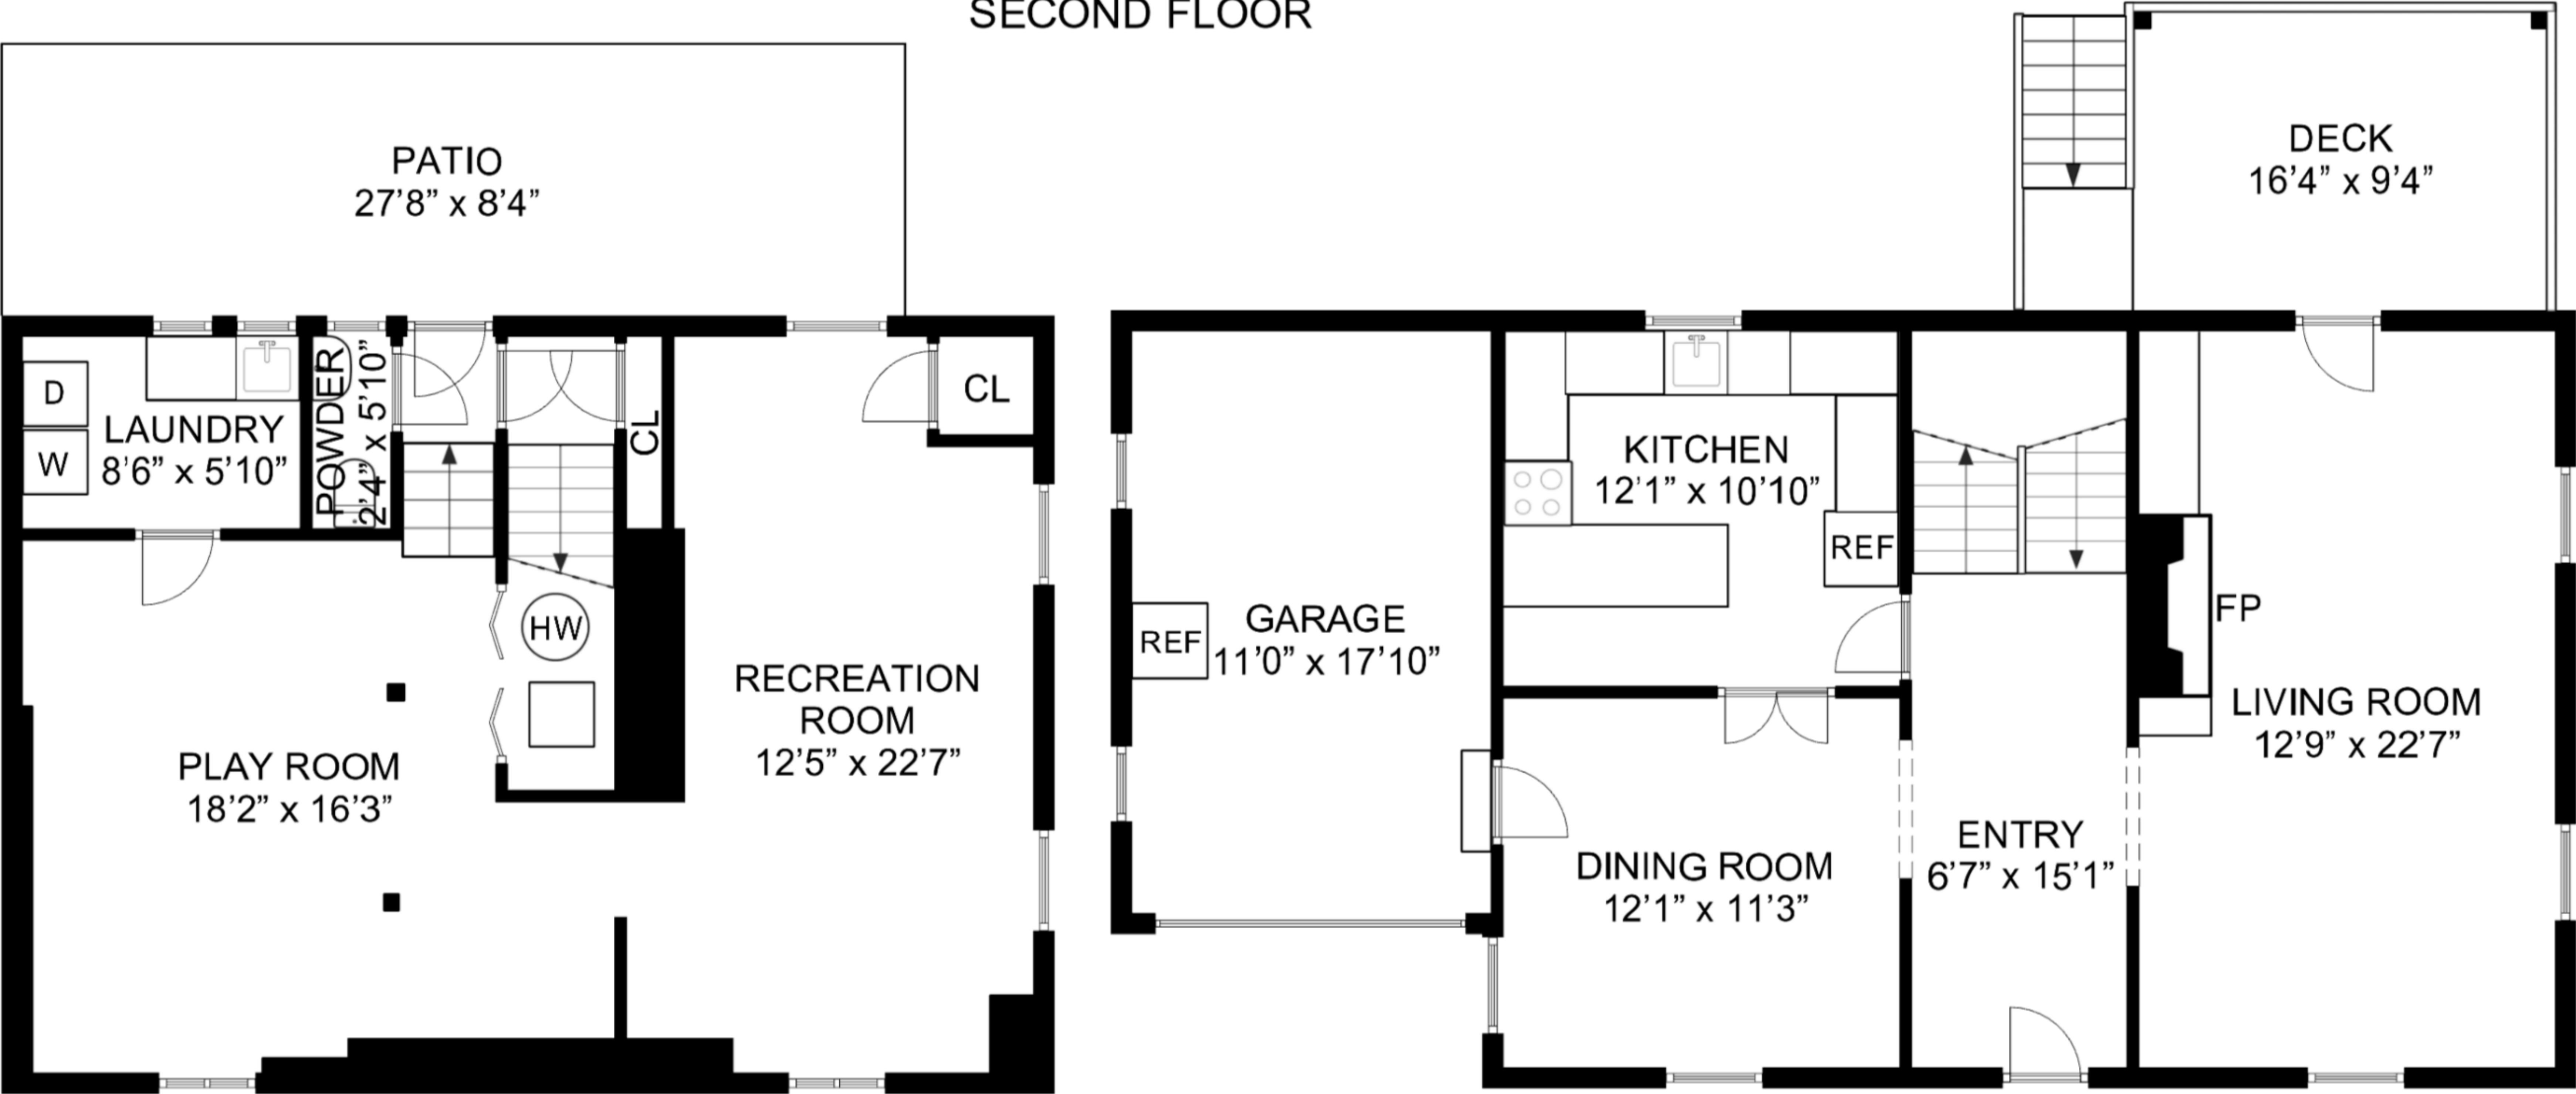 SECOND FLOOR
PATIO
27’8” x 8’4”
D
W
LAUNDRY
8’6” x 5’10”
POWDER
2’4” x 5’10”
CL
CL
HW
RECREATION
ROOM
12’5” x 22’7”
PLAY ROOM
18’2” x 16’3”
DECK
16’4” x 9’4”
KITCHEN
12’1” x 10’10”
REF
REF
GARAGE
11’0” x 17’10”
FP
LIVING ROOM
12’9” x 22’7”
ENTRY
6’7” x 15’1”
DINING ROOM
12’1” x 11’3”